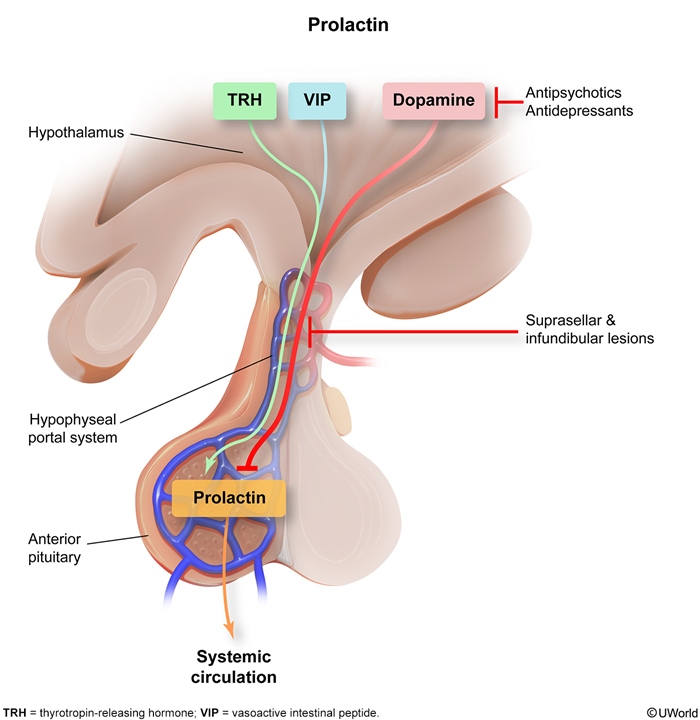 Prolactin
TRH
VIP
Dopamine
Antipsychotics
Antidepressants
Hypothalamus
Suprasellar &
infundibular lesions
Hypophyseal
portal system
Prolactin
Anterior
pituitary
Systemic
circulation
TRH = thyrotropin-releasing hormone; VIP = vasoactive intestinal peptide.
©UWorld